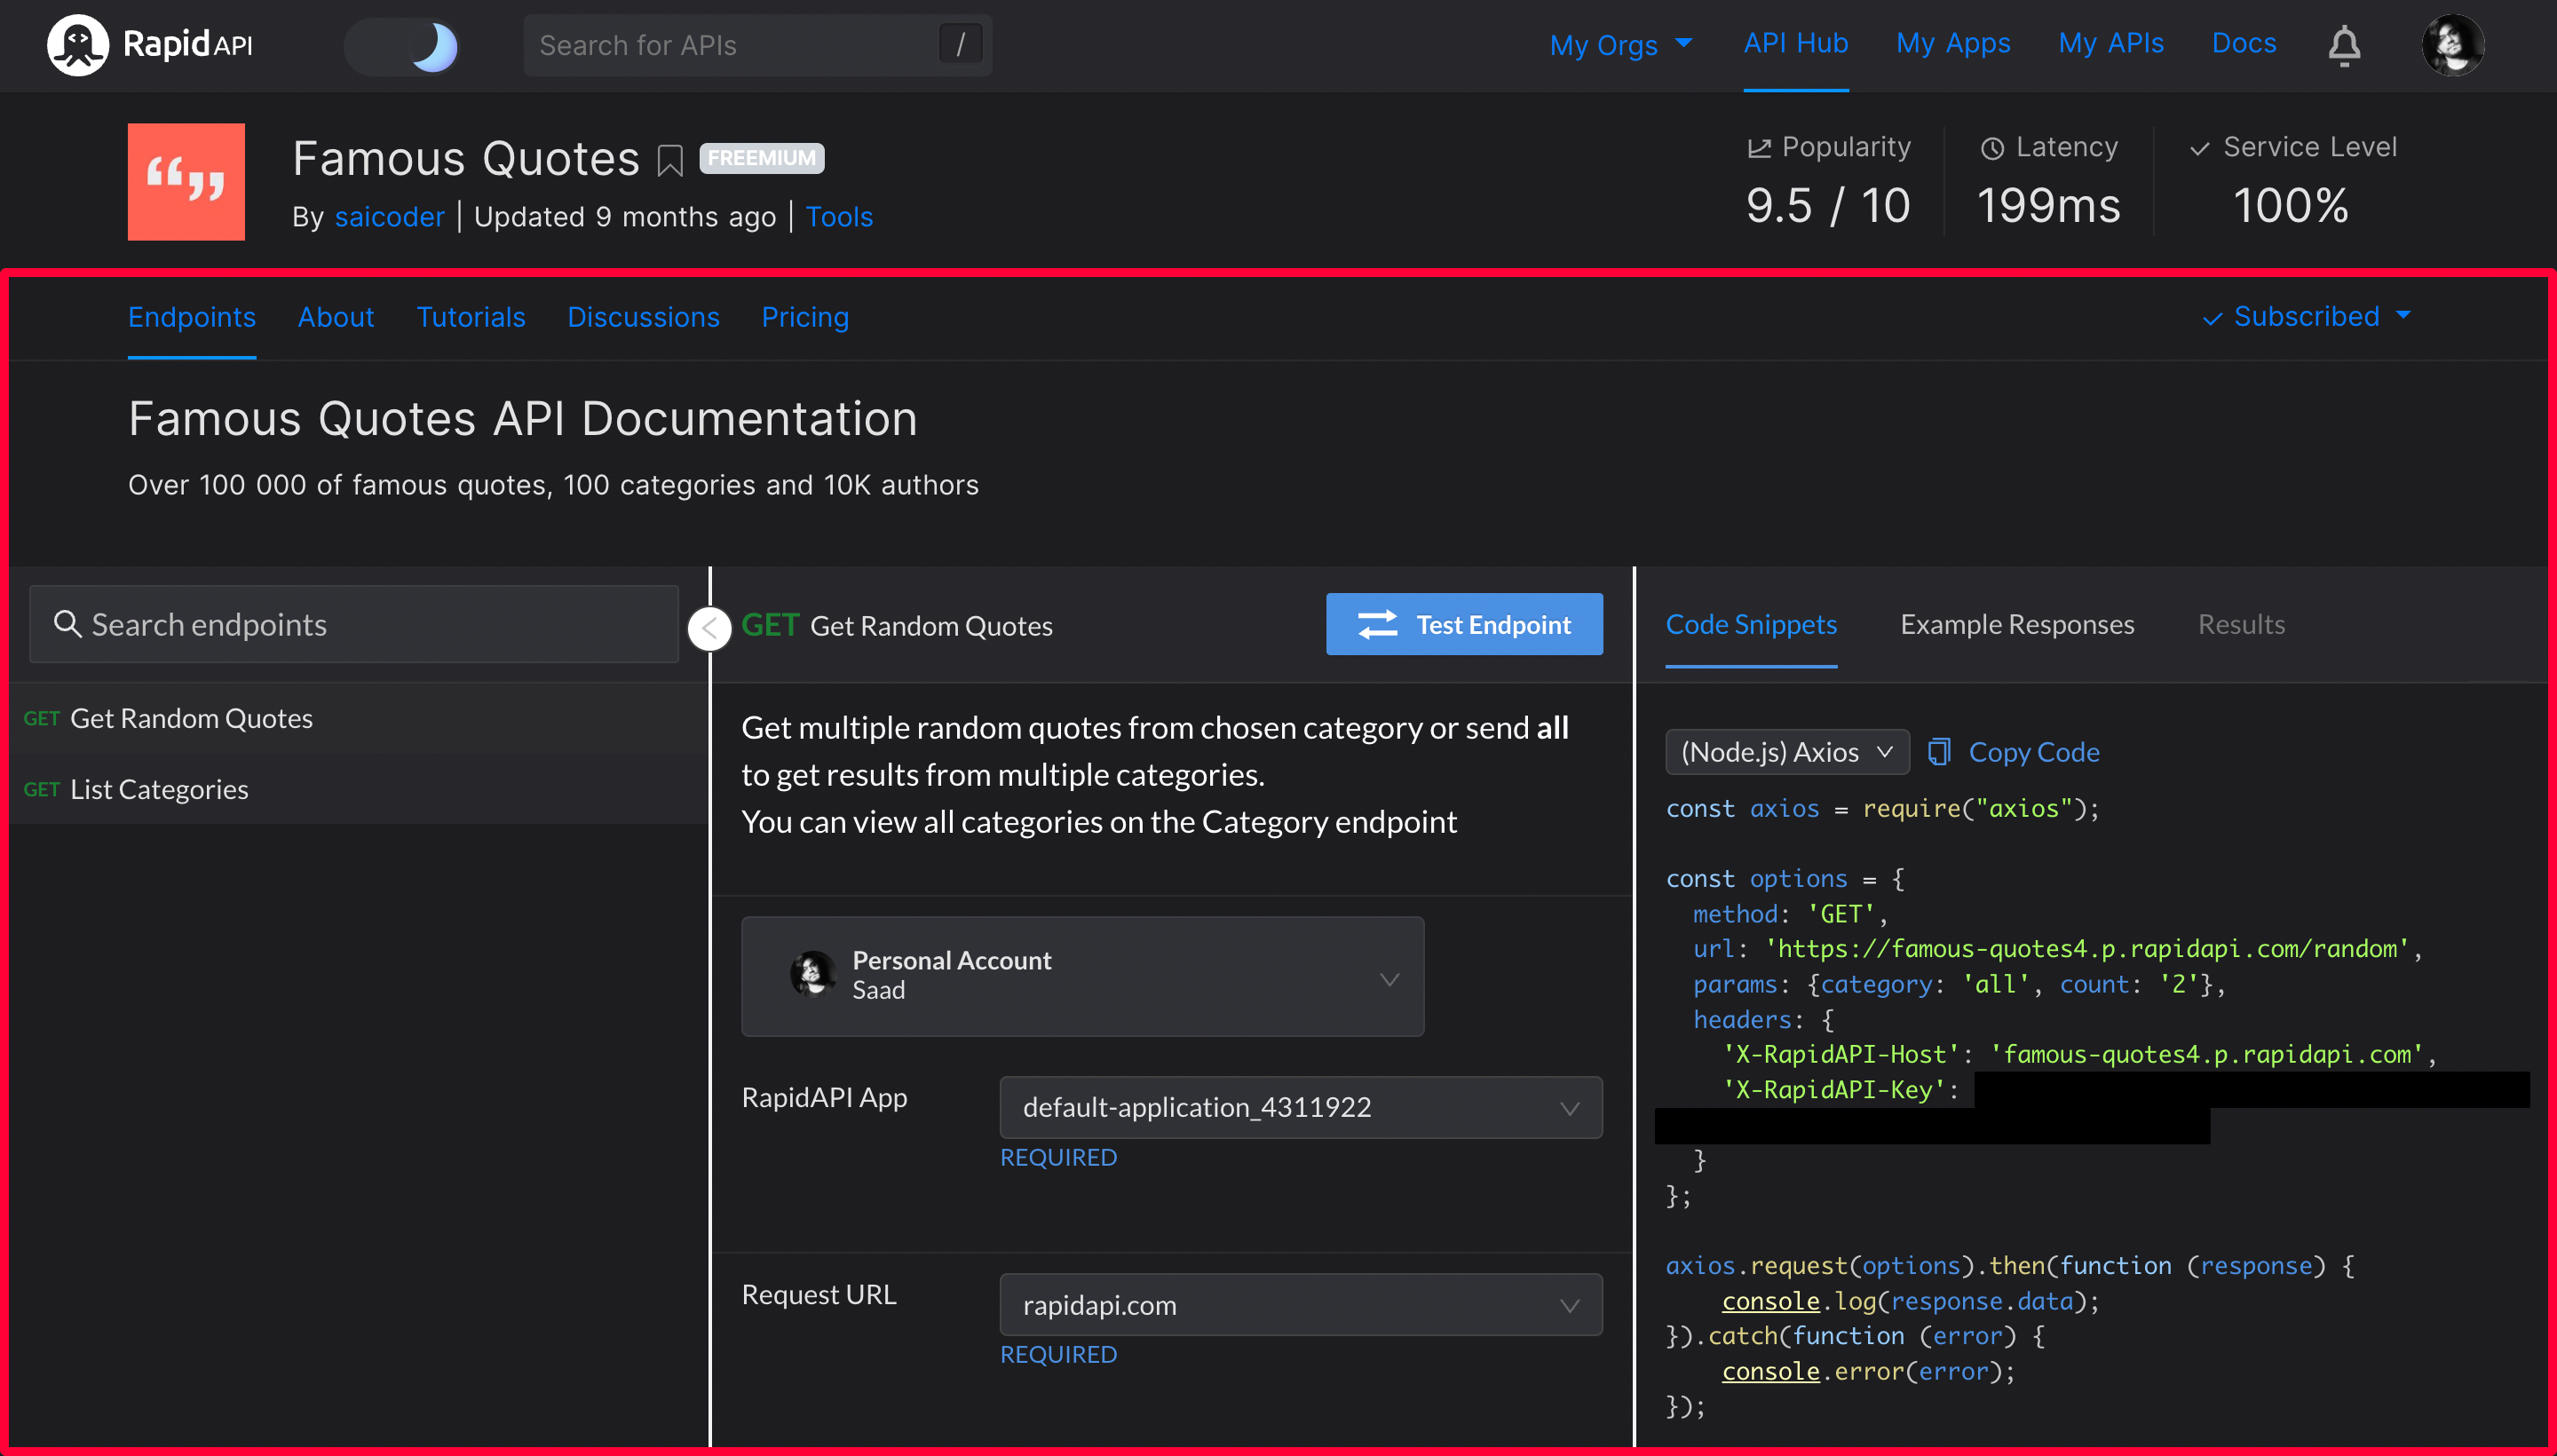 RapidAPI
Search for APIs
/
My Orgs
API Hub
My Apps
My APIs
Docs
“„
Famous Quotes
FREEMIUM
By saicoder | Updated 9 months ago | Tools
Popularity
9.5 / 10
Latency
199ms
Service Level
100%
Endpoints
About
Tutorials
Discussions
Pricing
Subscribed
Famous Quotes API Documentation
Over 100 000 of famous quotes, 100 categories and 10K authors
Search endpoints
GET Get Random Quotes
GET List Categories
GET Get Random Quotes
Test Endpoint
Get multiple random quotes from chosen category or send all
to get results from multiple categories.
You can view all categories on the Category endpoint
Personal Account
Saad
RapidAPI App
default-application_4311922
REQUIRED
Request URL
rapidapi.com
REQUIRED
Code Snippets
Example Responses
Results
(Node.js) Axios
Copy Code
const axios = require("axios");
const options = {
  method: 'GET',
  url: 'https://famous-quotes4.p.rapidapi.com/random',
  params: {category: 'all', count: '2'},
  headers: {
    'X-RapidAPI-Host': 'famous-quotes4.p.rapidapi.com',
    'X-RapidAPI-Key':
  }
};
axios.request(options).then(function (response) {
    console.log(response.data);
}).catch(function (error) {
    console.error(error);
});